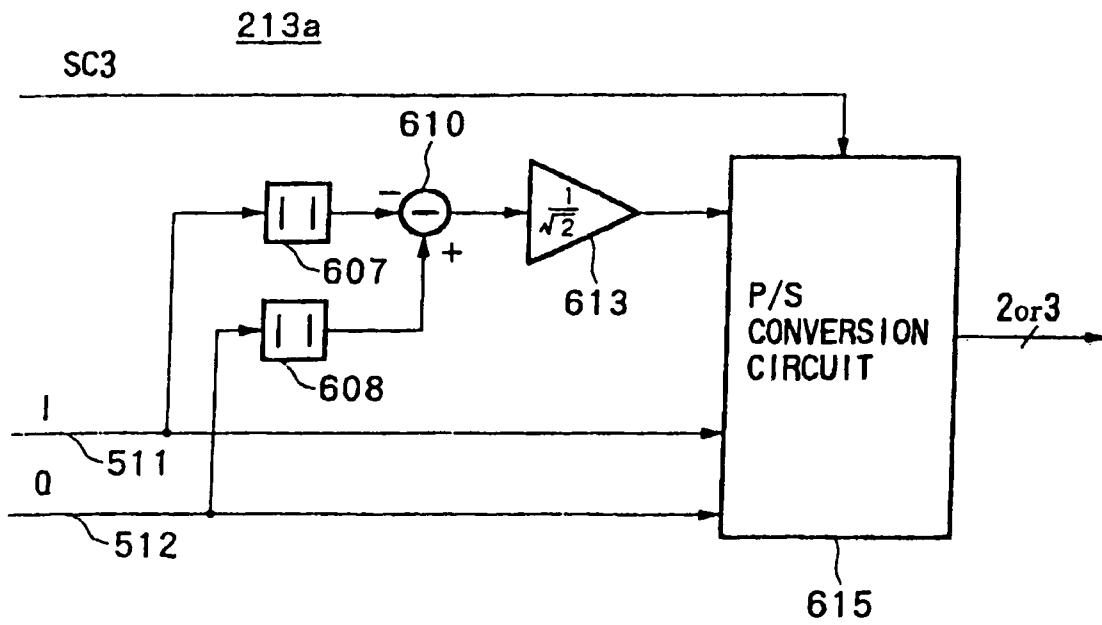 213a
SC3
610
| |
607
−
−
+
1
√2
613
| |
608
P/S
CONVERSION
CIRCUIT
2or3
I
511
Q
512
615